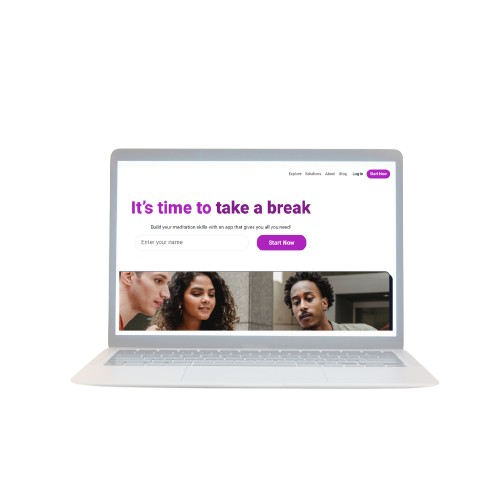 Explore Solutions About Blog Log In Start Now
It's time to take a break
Build your meditation skills with an app that gives you all you need!
Enter your name Start Now